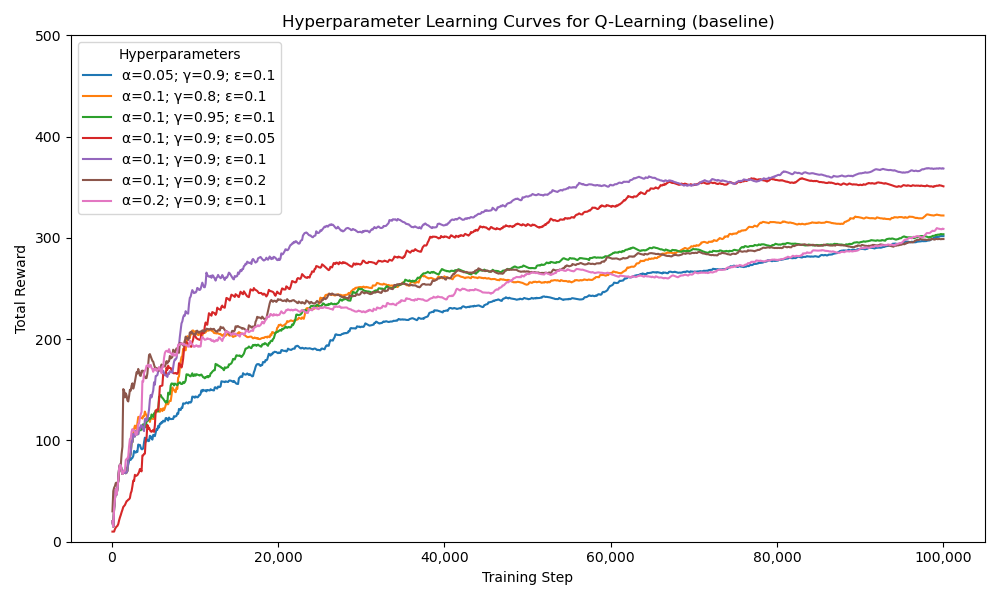 Hyperparameter Learning Curves for Q-Learning (baseline)
Hyperparameters
α=0.05; γ=0.9; ε=0.1
α=0.1; γ=0.8; ε=0.1
α=0.1; γ=0.95; ε=0.1
α=0.1; γ=0.9; ε=0.05
α=0.1; γ=0.9; ε=0.1
α=0.1; γ=0.9; ε=0.2
α=0.2; γ=0.9; ε=0.1
Total Reward
500
400
300
200
100
0
0 20,000 40,000 60,000 80,000 100,000
Training Step